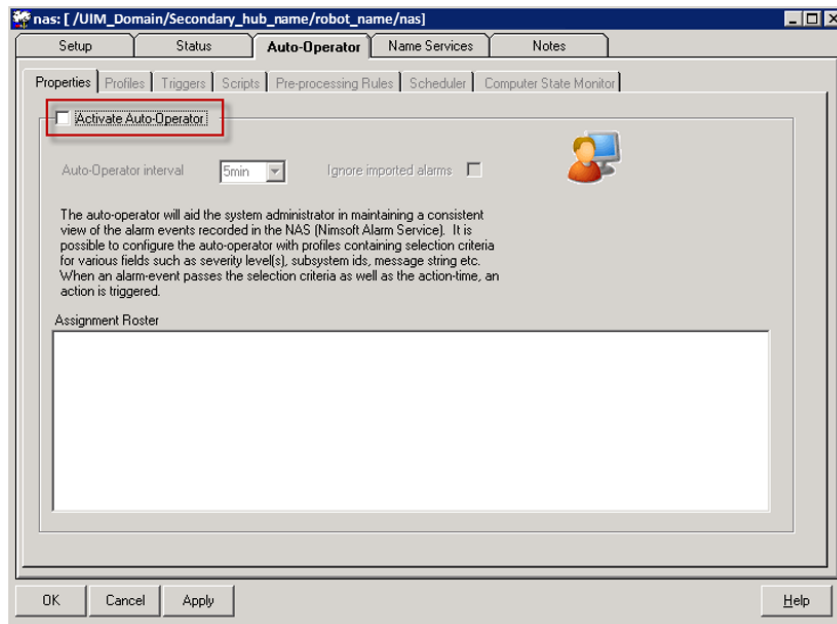 nas: [ /UIM_Domain/Secondary_hub_name/robot_name/nas]
Setup Status Auto-Operator Name Services Notes
Properties Profiles Triggers Scripts Pre-processing Rules Scheduler Computer State Monitor
Activate Auto-Operator
Auto-Operator interval 5min Ignore imported alarms
The auto-operator will aid the system administrator in maintaining a consistent
view of the alarm events recorded in the NAS (Nimsoft Alarm Service). It is
possible to configure the auto-operator with profiles containing selection criteria
for various fields such as severity level(s), subsystem ids, message string etc.
When an alarm-event passes the selection criteria as well as the action-time, an
action is triggered.
Assignment Roster
OK Cancel Apply Help